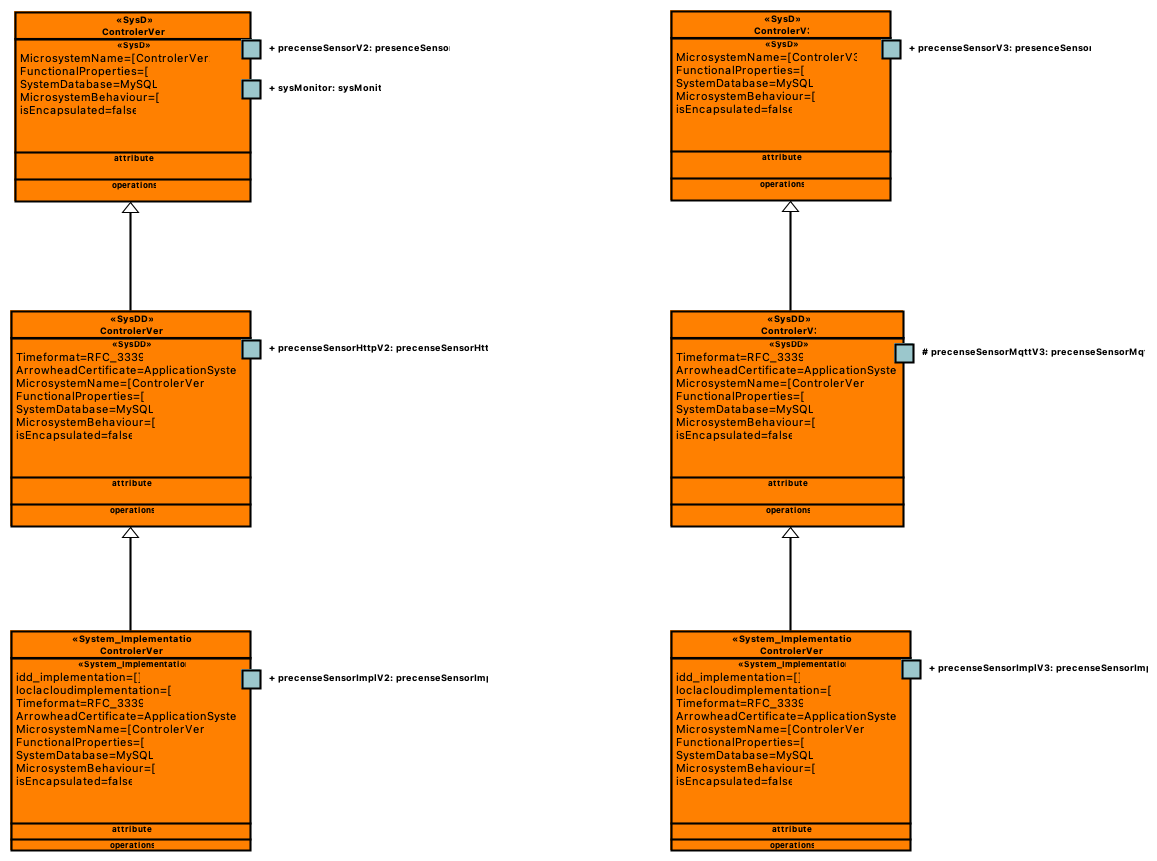 «SysD»
ControlerVer
«SysD»
MicrosystemName=[ControlerVer
FunctionalProperties=[
SystemDatabase=MySQL
MicrosystemBehaviour=[
isEncapsulated=false
attribute
operations
+ precenseSensorV2: presenceSensor
+ sysMonitor: sysMonit
«SysD»
ControlerV3
«SysD»
MicrosystemName=[ControlerV3
FunctionalProperties=[
SystemDatabase=MySQL
MicrosystemBehaviour=[
isEncapsulated=false
attribute
operations
+ precenseSensorV3: presenceSensor
«SysDD»
ControlerVer
«SysDD»
Timeformat=RFC_3339
ArrowheadCertificate=ApplicationSyste
MicrosystemName=[ControlerVer
FunctionalProperties=[
SystemDatabase=MySQL
MicrosystemBehaviour=[
isEncapsulated=false
attribute
operations
+ precenseSensorHttpV2: precenseSensorHtt
«SysDD»
ControlerV3
«SysDD»
Timeformat=RFC_3339
ArrowheadCertificate=ApplicationSyste
MicrosystemName=[ControlerVer
FunctionalProperties=[
SystemDatabase=MySQL
MicrosystemBehaviour=[
isEncapsulated=false
attribute
operations
# precenseSensorMqttV3: precenseSensorMq
«System_Implementatio
ControlerVer
«System_Implementation
idd_implementation=[]
loclacloudimplementation=[
Timeformat=RFC_3339
ArrowheadCertificate=ApplicationSyste
MicrosystemName=[ControlerVer
FunctionalProperties=[
SystemDatabase=MySQL
MicrosystemBehaviour=[
isEncapsulated=false
attribute
operations
+ precenseSensorImplV2: precenseSensorImp
«System_Implementatio
ControlerVer
«System_Implementation
idd_implementation=[]
loclacloudimplementation=[
Timeformat=RFC_3339
ArrowheadCertificate=ApplicationSyste
MicrosystemName=[ControlerVer
FunctionalProperties=[
SystemDatabase=MySQL
MicrosystemBehaviour=[
isEncapsulated=false
attribute
operations
+ precenseSensorImplV3: precenseSensorImp